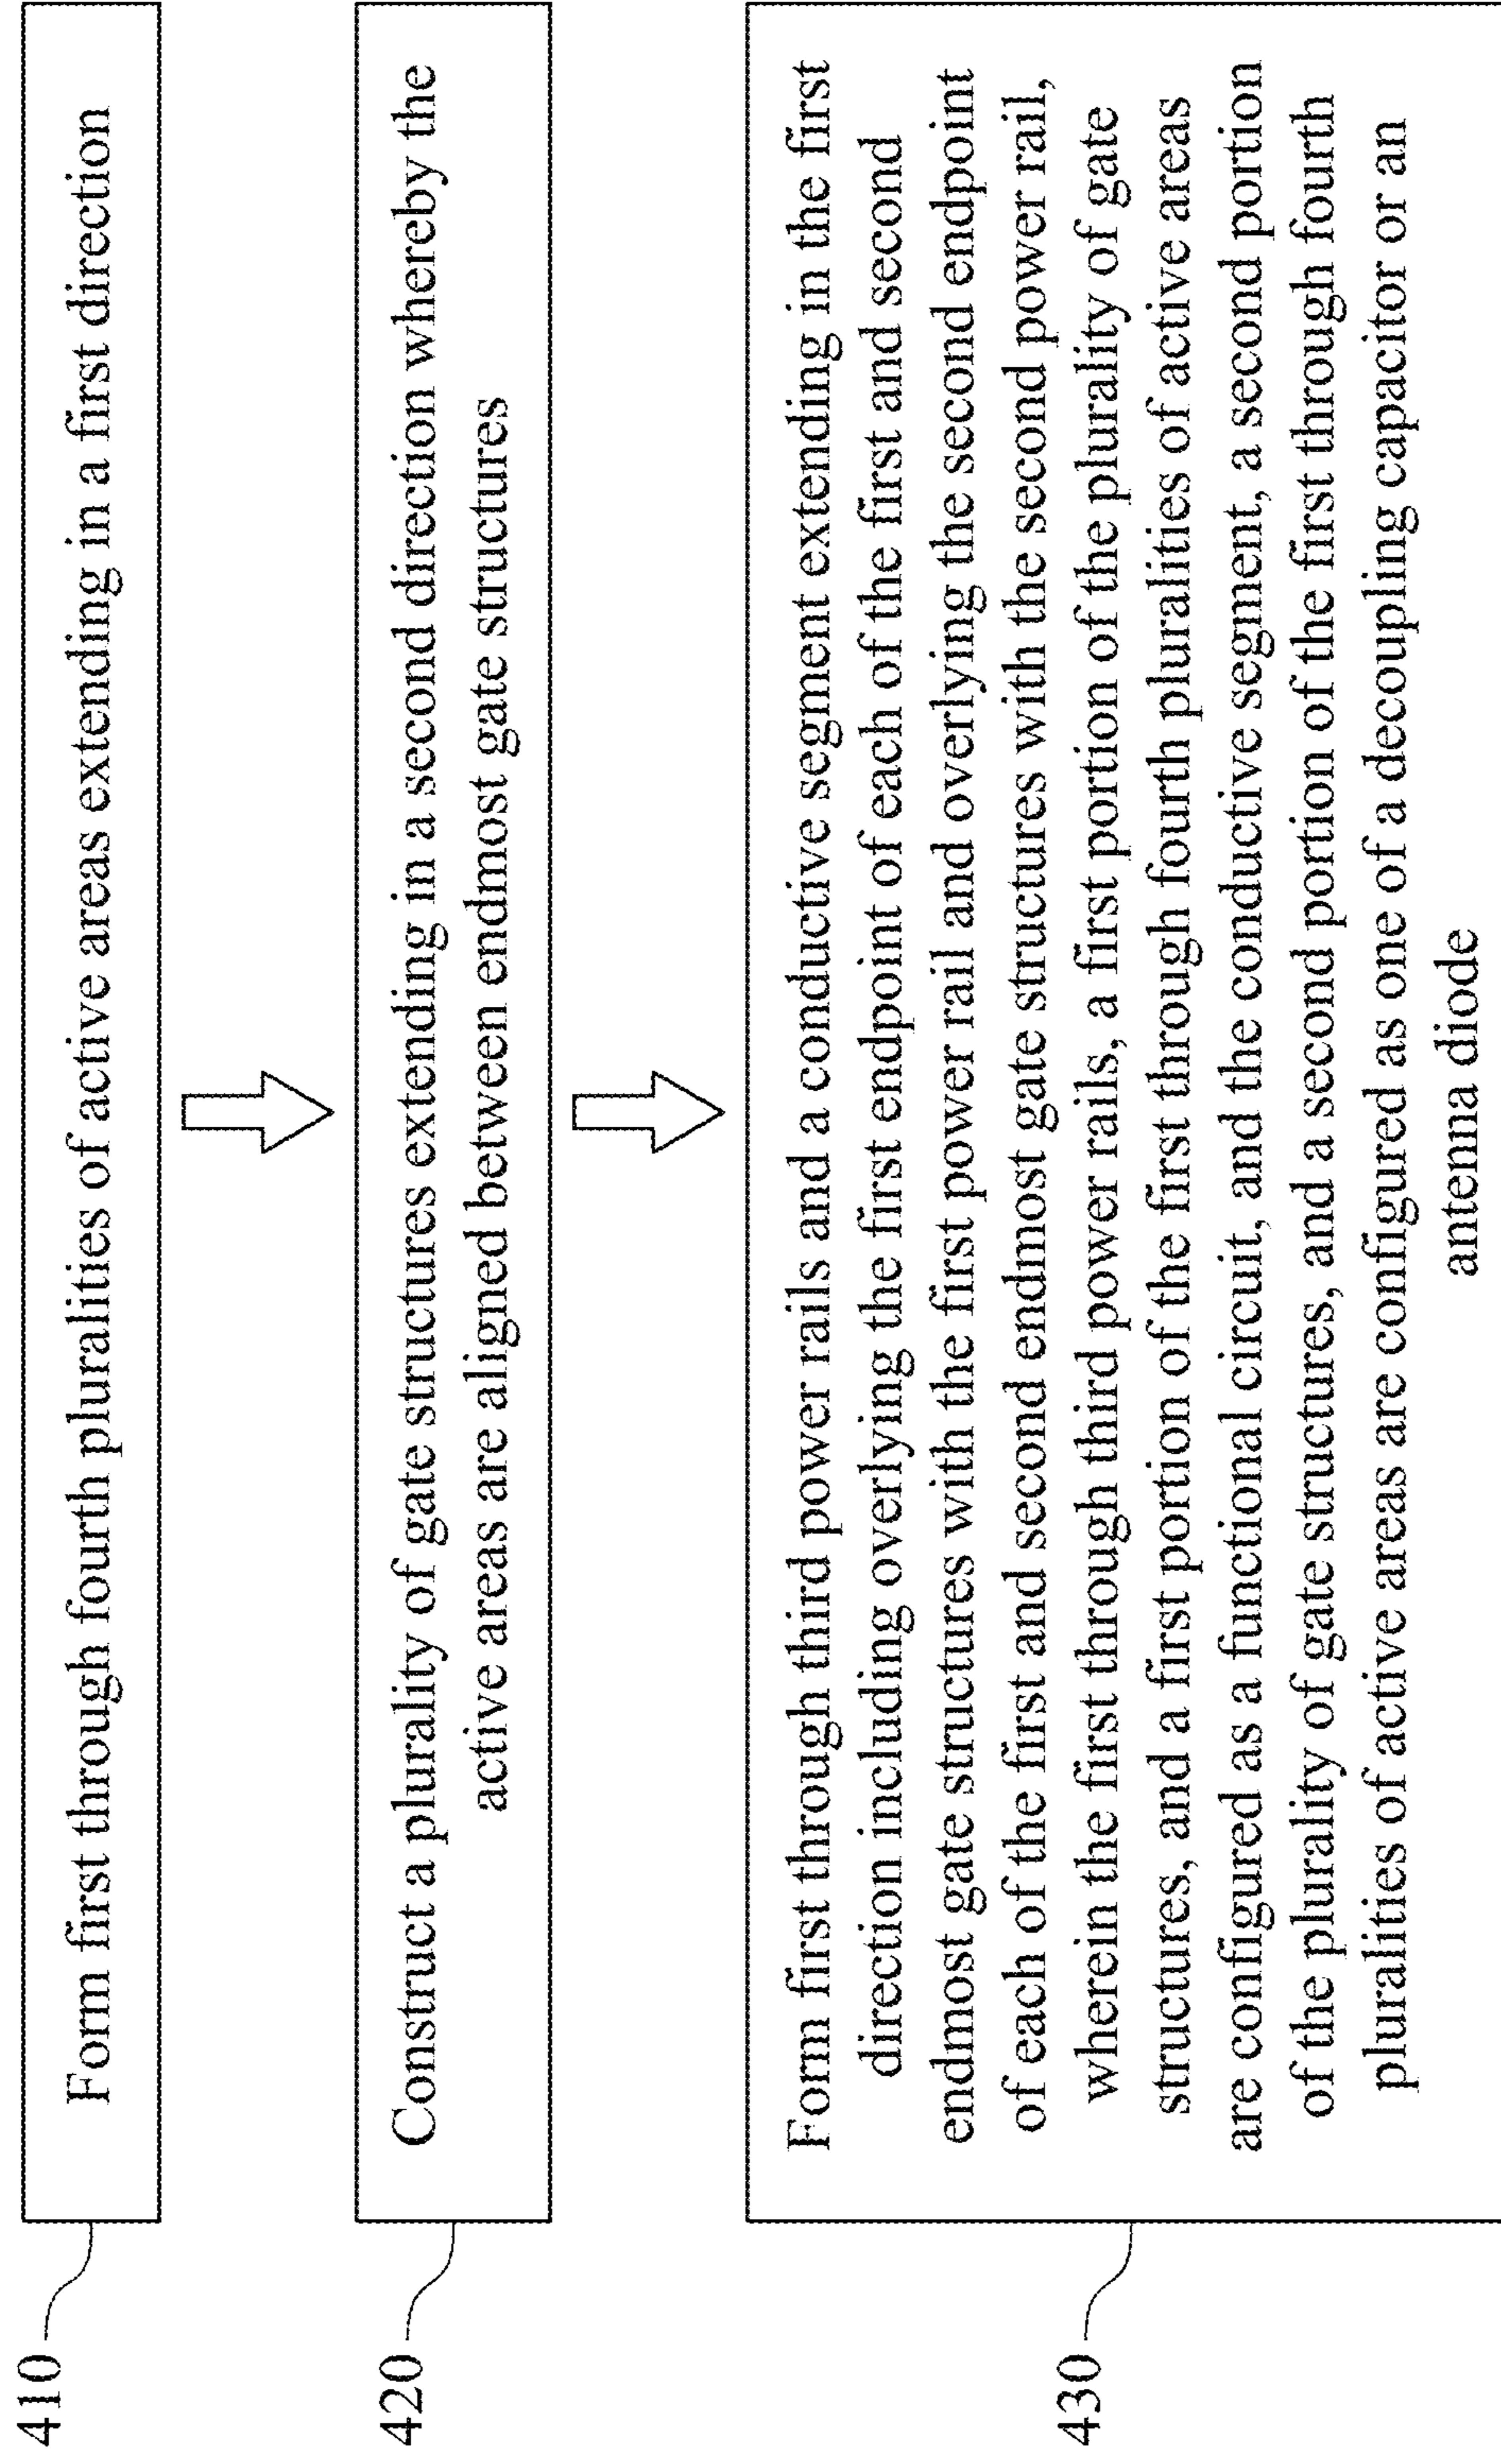 410
Form first through fourth pluralities of active areas extending in a first direction
420
Construct a plurality of gate structures extending in a second direction whereby the
active areas are aligned between endmost gate structures
430
Form first through third power rails and a conductive segment extending in the first
direction including overlying the first endpoint of each of the first and second
endmost gate structures with the first power rail and overlying the second endpoint
of each of the first and second endmost gate structures with the second power rail,
wherein the first through third power rails, a first portion of the plurality of gate
structures, and a first portion of the first through fourth pluralities of active areas
are configured as a functional circuit, and the conductive segment, a second portion
of the plurality of gate structures, and a second portion of the first through fourth
pluralities of active areas are configured as one of a decoupling capacitor or an
antenna diode